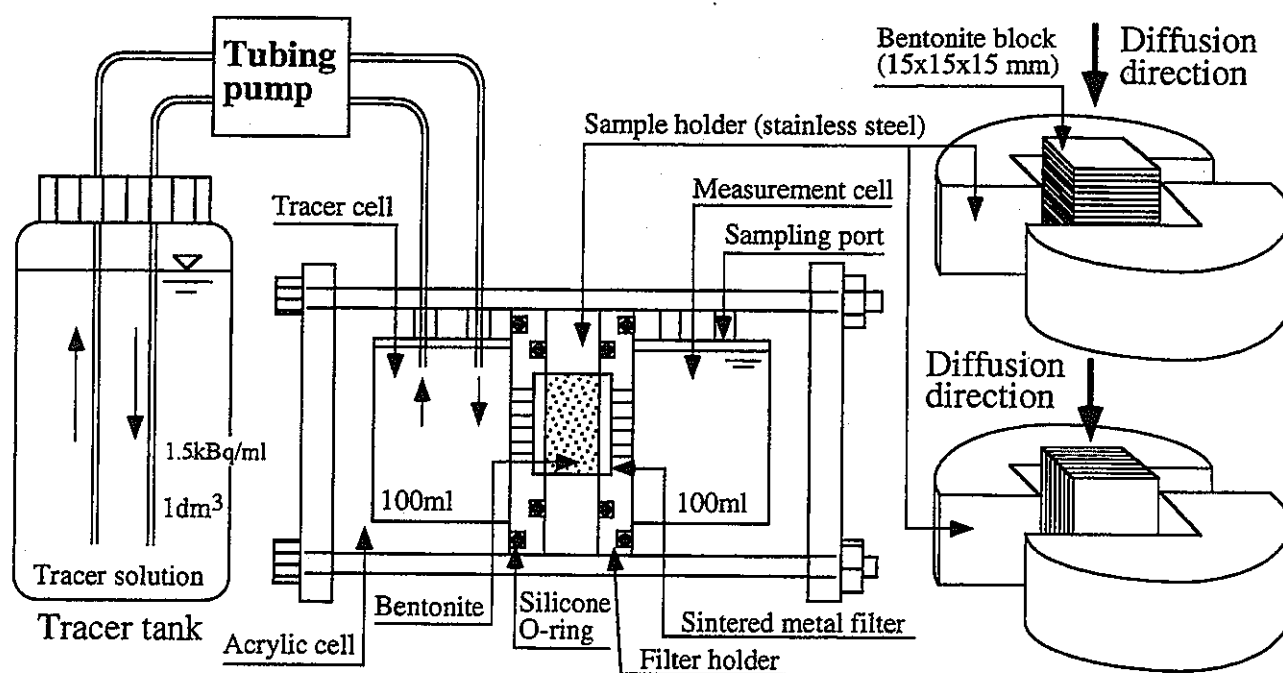 Tubing
pump
Bentonite block
(15x15x15 mm)
Diffusion
direction
Sample holder (stainless steel)
Tracer cell
Measurement cell
Sampling port
Diffusion
direction
1.5kBq/ml
1dm³
100ml
100ml
Tracer solution
Tracer tank
Bentonite
Silicone
O-ring
Sintered metal filter
Acrylic cell
Filter holder